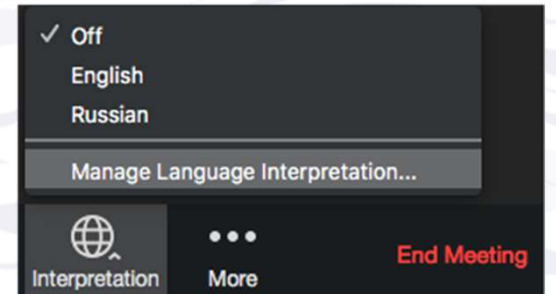 ✓ Off
English
Russian
Manage Language Interpretation...
Interpretation
More
End Meeting